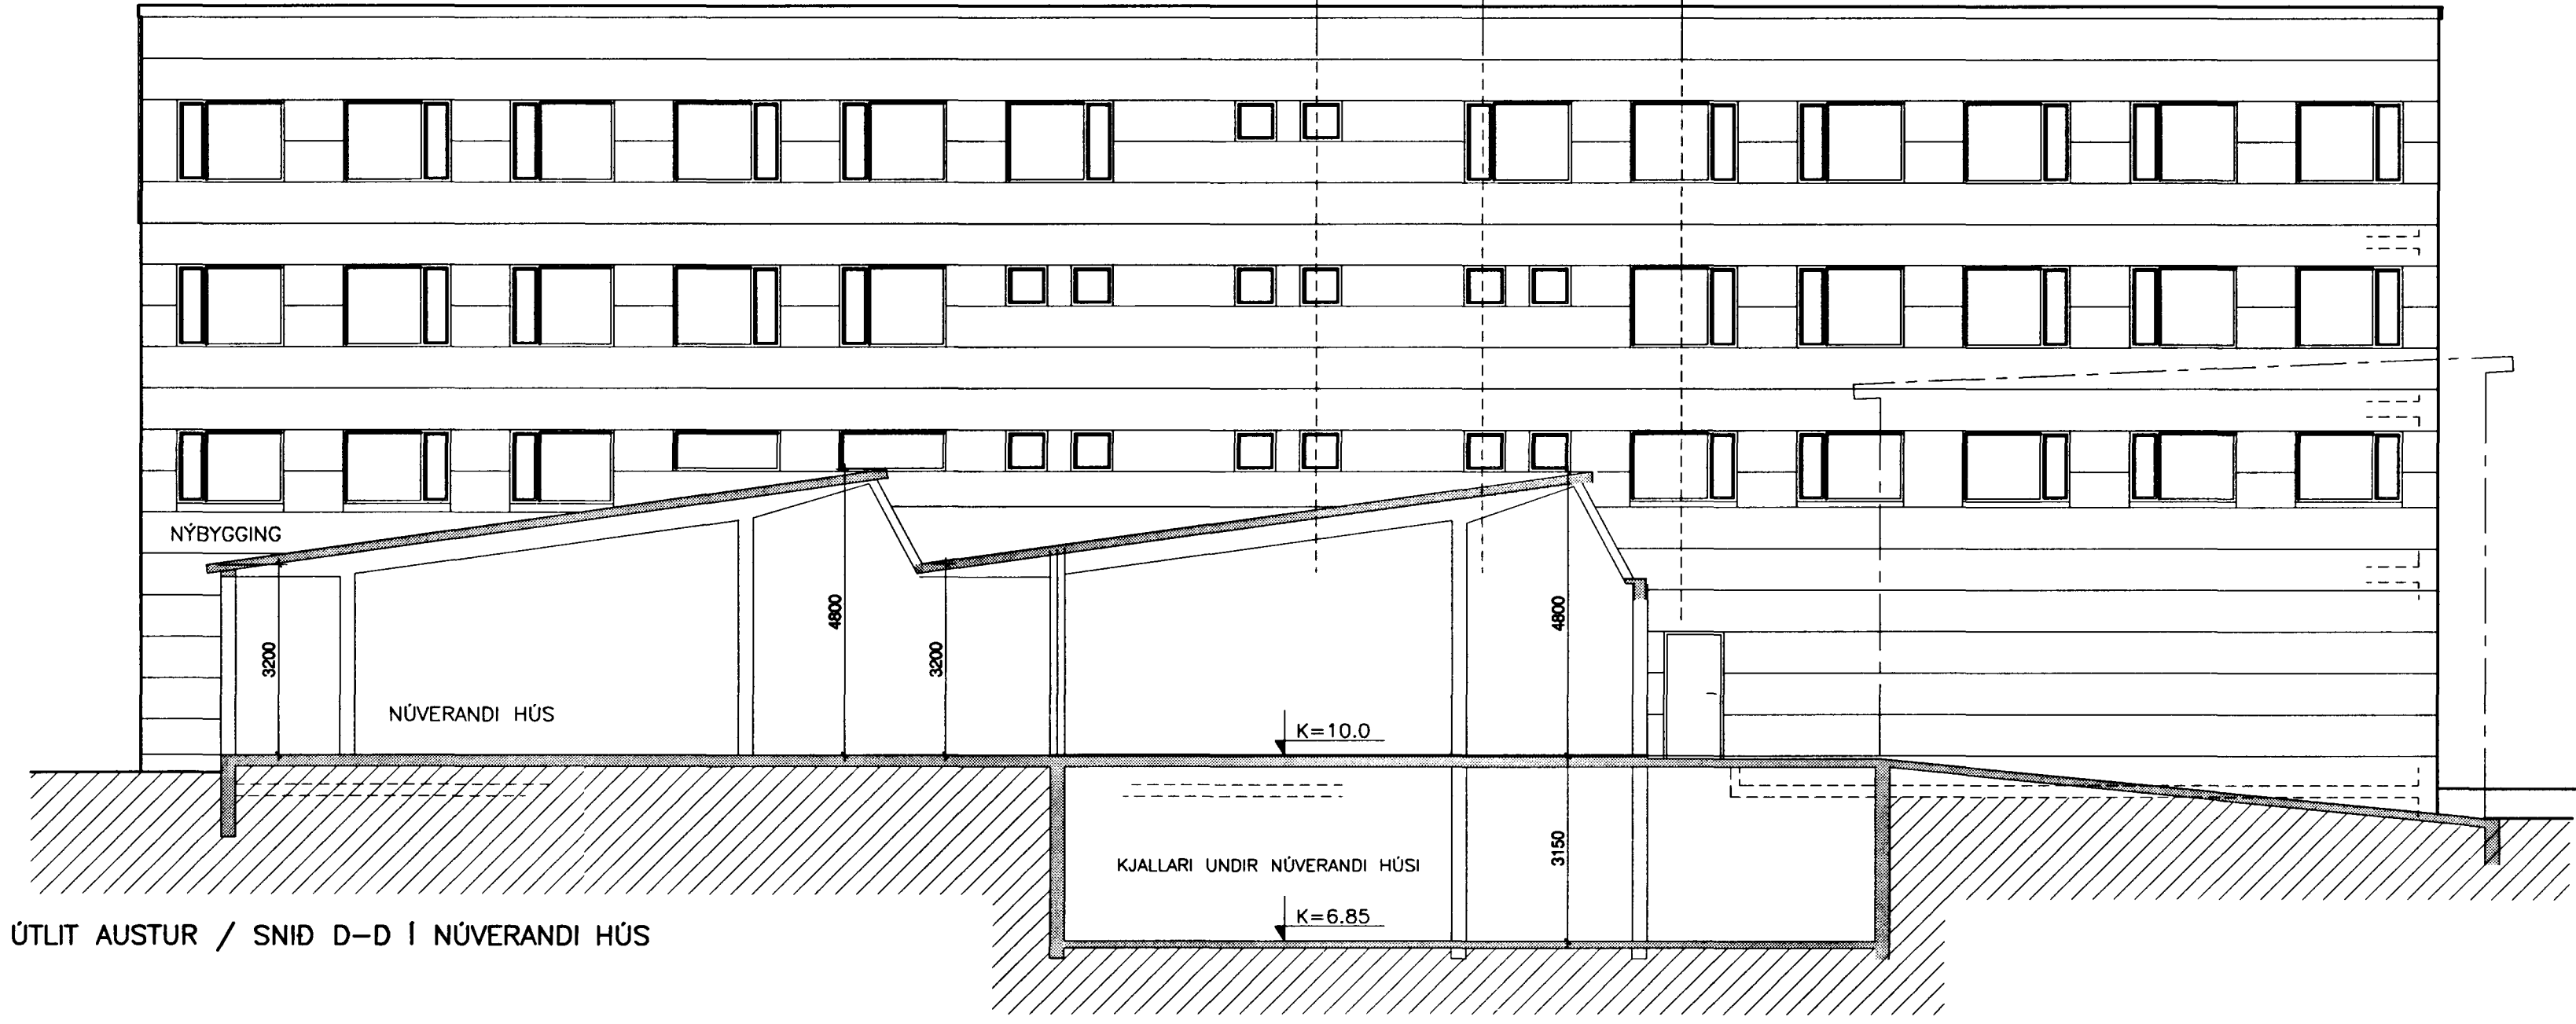 NÝBYGGING
3200
4800
3200
4800
NÚVERANDI HÚS
K=10.0
3150
KJALLARI UNDIR NÚVERANDI HÚSI
K=6.85
ÚTLIT AUSTUR / SNIÐ D-D Í NÚVERANDI HÚS